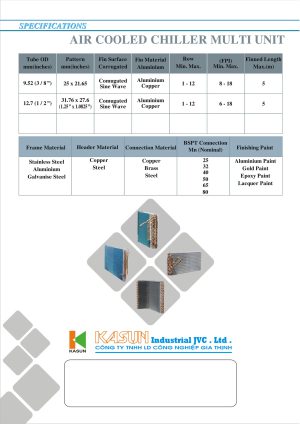 SPECIFICATIONS
AIR COOLED CHILLER MULTI UNIT
Tube OD Pattern Fin Surface Fin Material Row (FPI) Finned Length
mm(inches) mm(inches) Corrugated Aluminium Min. Max. Min. Max. Max.(m)
9.52 (3 / 8") 25 x 21.65 Corrugated Aluminium 1 - 12 8 - 18 5
Sine Wave Copper
12.7 (1 / 2") 31.76 x 27.6 Corrugated Aluminium 1 - 12 6 - 18 5
Sine Wave Copper
Frame Material Header Material Connection Material BSPT Connection Finishing Paint
Mn (Nominal)
Stainless Steel Copper Copper 25 Aluminium Paint
Aluminium Steel Brass 32 Gold Paint
Galvanise Steel Steel 40 Epoxy Paint
50 Lacquer Paint
65
80
KASUN
KASUN Industrial JVC . Ltd .
CÔNG TY TNHH LD CÔNG NGHIỆP GIA THỊNH